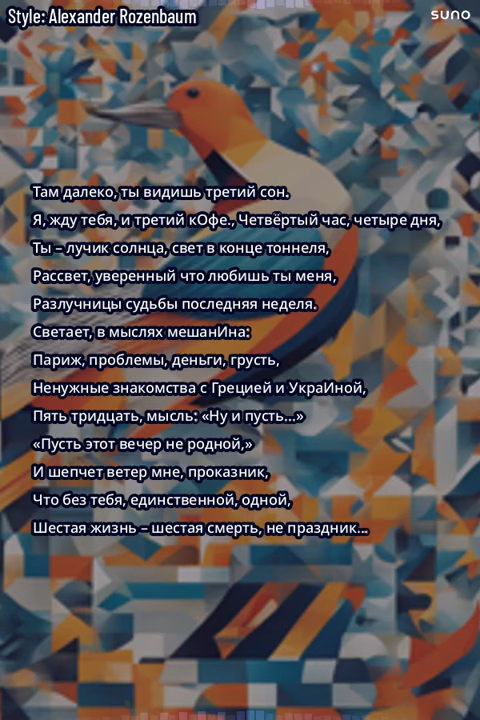 Style: Alexander Rozenbaum
suno
Там далеко, ты видишь третий сон.
Я, жду тебя, и третий кОфе., Четвёртый час, четыре дня,
Ты – лучик солнца, свет в конце тоннеля,
Рассвет, уверенный что любишь ты меня,
Разлучницы судьбы последняя неделя.
Светает, в мыслях мешанИна:
Париж, проблемы, деньги, грусть,
Ненужные знакомства с Грецией и УкраИной,
Пять тридцать, мысль: «Ну и пусть...»
«Пусть этот вечер не родной,»
И шепчет ветер мне, проказник,
Что без тебя, единственной, одной,
Шестая жизнь – шестая смерть, не праздник...